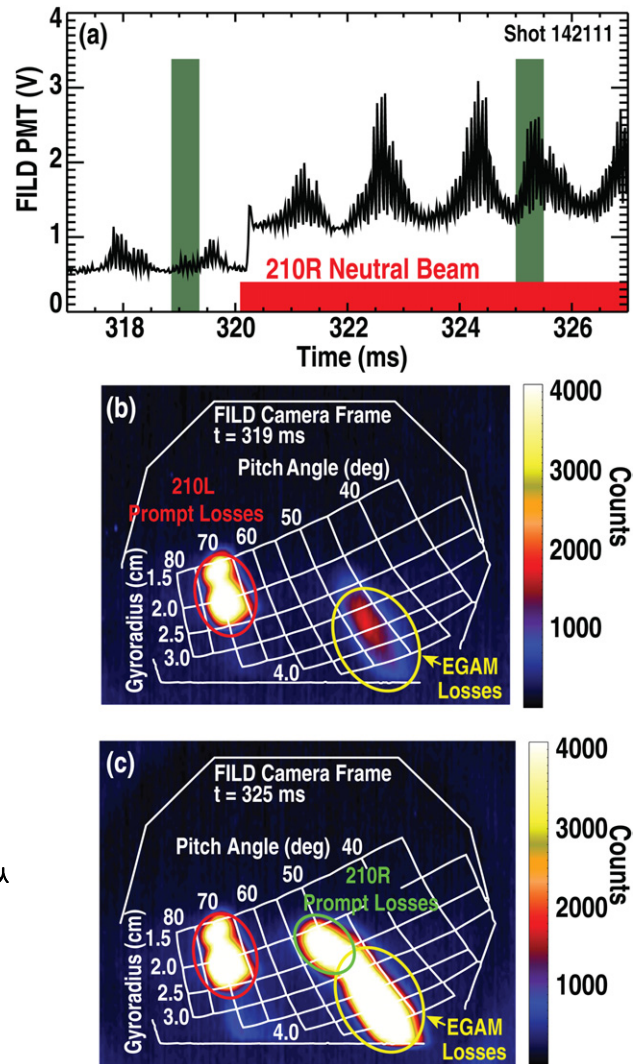 (a)
Shot 142111
FILD PMT (V)
4
3
2
1
0
210R Neutral Beam
318 320 322 324 326
Time (ms)
(b)
FILD Camera Frame
t = 319 ms
Pitch Angle (deg)
40
50
60
70
80
210L
Prompt Losses
Gyroradius (cm)
1.5
2.0
2.5
3.0
4.0
EGAM
Losses
4000
3000
2000
1000
Counts
(c)
FILD Camera Frame
t = 325 ms
Pitch Angle (deg)
40
50
60
70
80
210R
Prompt Losses
Gyroradius (cm)
1.5
2.0
2.5
3.0
4.0
EGAM
Losses
4000
3000
2000
1000
Counts